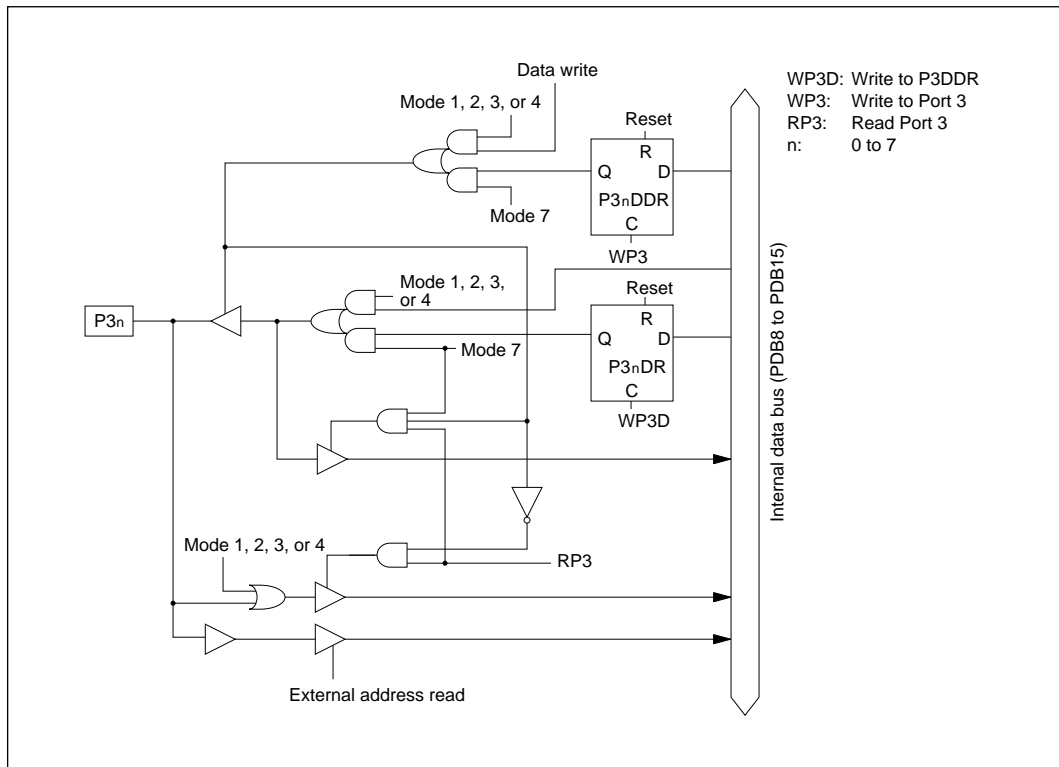 Data write
Mode 1, 2, 3, or 4
WP3D: Write to P3DDR
WP3: Write to Port 3
RP3: Read Port 3
n: 0 to 7
Reset
R
Q D
P3nDDR
C
Mode 7
WP3
Mode 1, 2, 3,
or 4
Reset
R
Q D
P3nDR
C
P3n
Mode 7
WP3D
Internal data bus (PDB8 to PDB15)
Mode 1, 2, 3, or 4
RP3
External address read